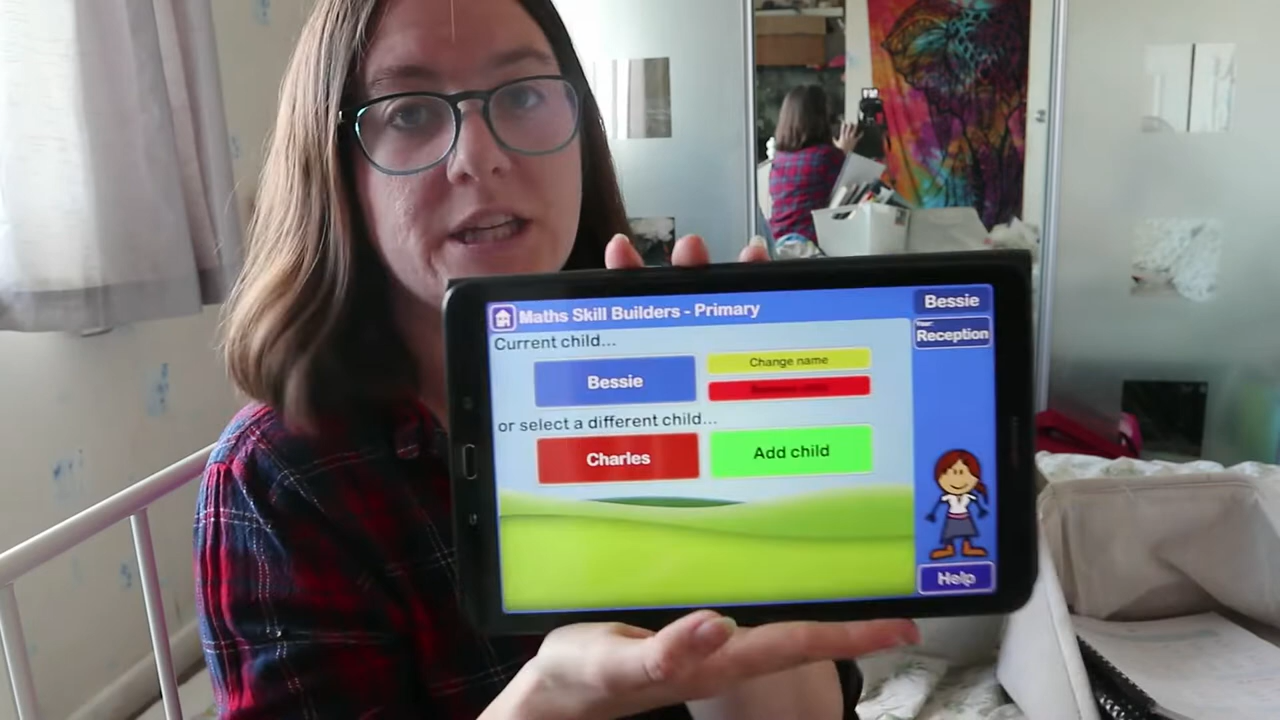 Maths Skill Builders - Primary
Bessie
Your:
Reception
Current child...
Bessie
Change name
or select a different child...
Charles
Add child
Help